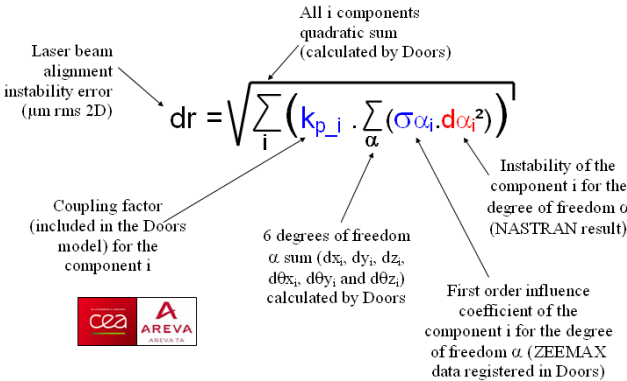 All i components
quadratic sum
(calculated by Doors)
Laser beam
alignment
instability error
(µm rms 2D)
dr = √∑i(kp_i . ∑α(σαi.dαi²))
Coupling factor
(included in the Doors
model) for the
component i
6 degrees of freedom
α sum (dxi, dyi, dzi,
dθxi, dθyi and dθzi)
calculated by Doors
Instability of the
component i for the
degree of freedom α
(NASTRAN result)
First order influence
coefficient of the
component i for the degree
of freedom α (ZEEMAX
data registered in Doors)
cea
A
AREVA
AREVA TA